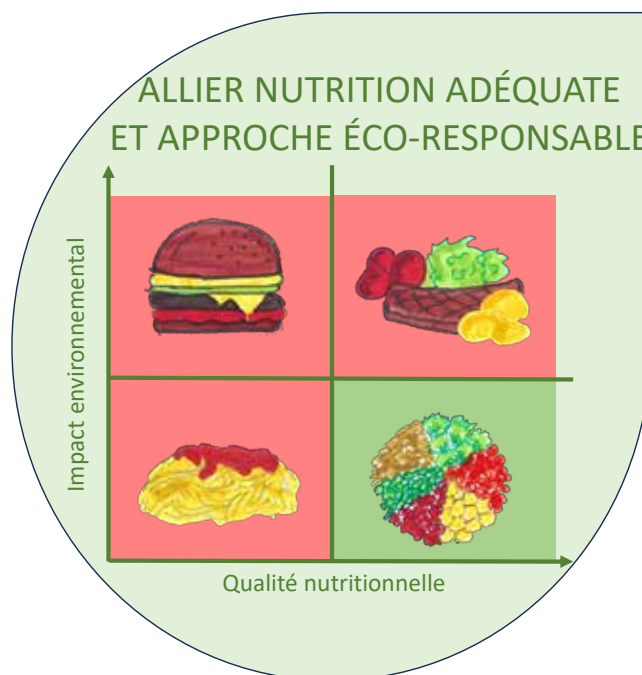 ALLIER NUTRITION ADÉQUATE
ET APPROCHE ÉCO-RESPONSABLE
Impact environnemental
Qualité nutritionnelle